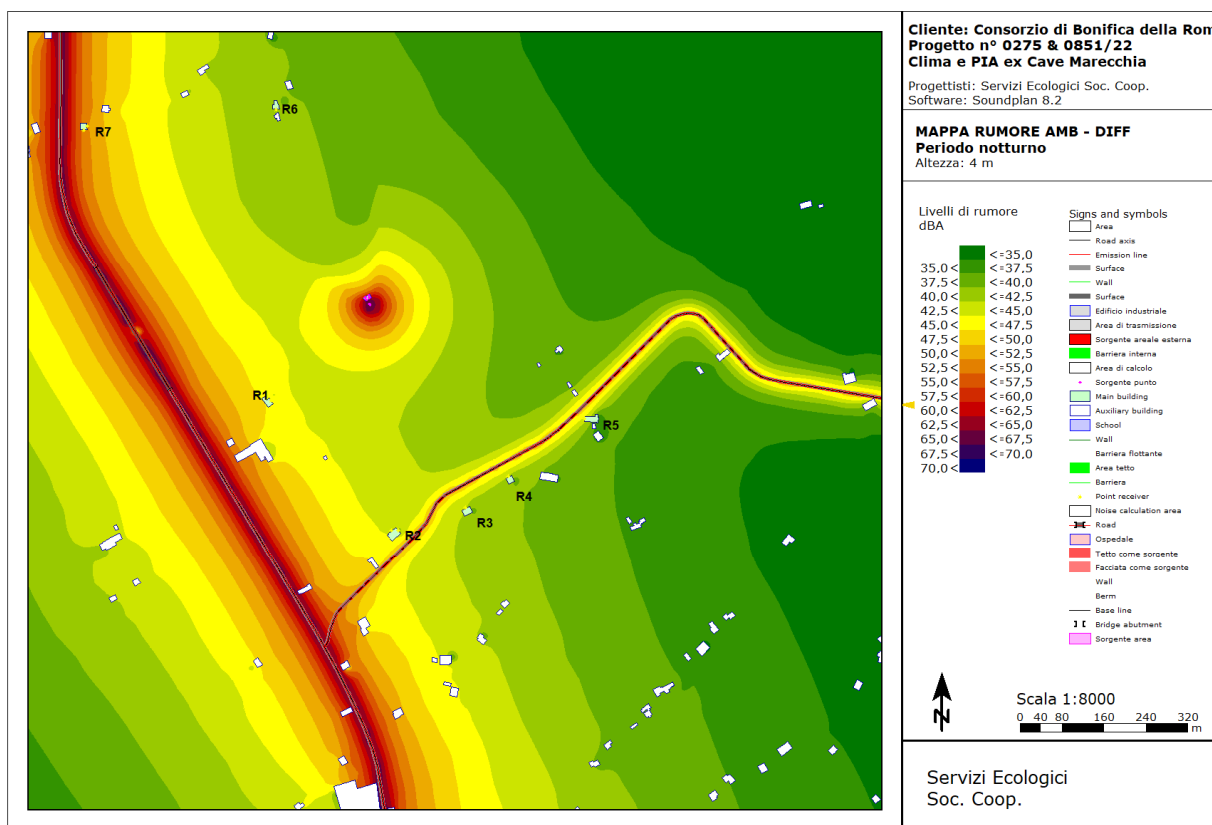 Cliente: Consorzio di Bonifica della Rom
Progetto n° 0275 & 0851/22
Clima e PIA ex Cave Marecchia
Progettisti: Servizi Ecologici Soc. Coop.
Software: Soundplan 8.2
MAPPA RUMORE AMB - DIFF
Periodo notturno
Altezza: 4 m
Livelli di rumore
dBA
<=35,0
35,0< <=37,5
37,5< <=40,0
40,0< <=42,5
42,5< <=45,0
45,0< <=47,5
47,5< <=50,0
50,0< <=52,5
52,5< <=55,0
55,0< <=57,5
57,5< <=60,0
60,0< <=62,5
62,5< <=65,0
65,0< <=67,5
67,5< <=70,0
70,0<
Signs and symbols
Area
Road axis
Emission line
Surface
Wall
Surface
Edificio industriale
Area di trasmissione
Sorgente areale esterna
Barriera interna
Area di calcolo
Sorgente punto
Main building
Auxiliary building
School
Wall
Barriera flottante
Area tetto
Barriera
Point receiver
Noise calculation area
Road
Ospedale
Tetto come sorgente
Facciata come sorgente
Wall
Berm
Base line
Bridge abutment
Sorgente area
R6
R7
R1
R5
R4
R3
R2
N
Scala 1:8000
0 40 80 160 240 320
m
Servizi Ecologici
Soc. Coop.